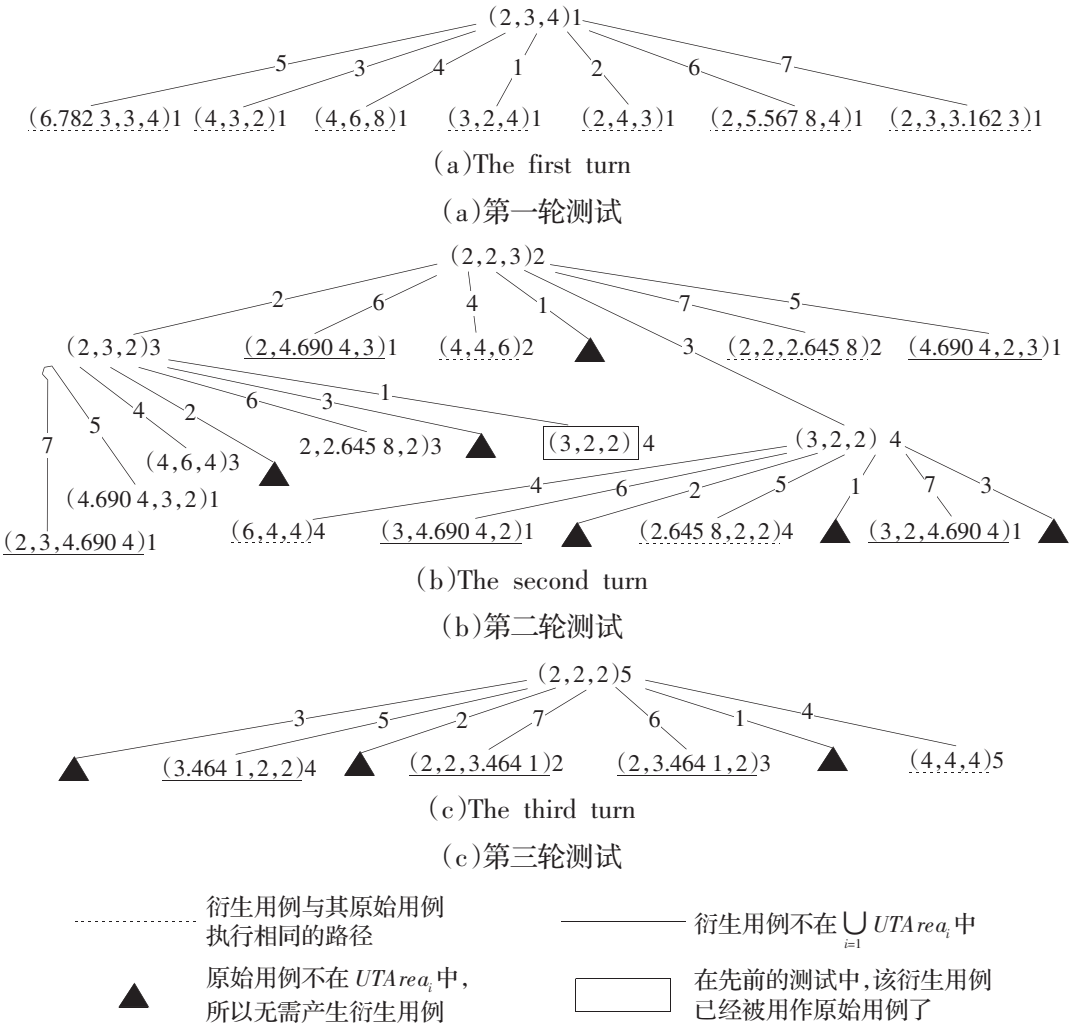 (2,3,4)1
5 3 4 1 2 6 7
(6.782 3,3,4)1 (4,3,2)1 (4,6,8)1 (3,2,4)1 (2,4,3)1 (2,5.567 8,4)1 (2,3,3.162 3)1
(a)The first turn
(a)第一轮测试
(2,2,3)2
2 6 4 1 3 7 5
(2,3,2)3 (2,4.690 4,3)1 (4,4,6)2 (2,2,2.645 8)2 (4.690 4,2,3)1
7 5 4 2 6 3 1
(4,6,4)3 2,2.645 8,2)3 (3,2,2) 4 (3,2,2) 4
(4.690 4,3,2)1
4 6 2 5 1 7 3
(2,3,4.690 4)1 (6,4,4)4 (3,4.690 4,2)1 (2.645 8,2,2)4 (3,2,4.690 4)1
(b)The second turn
(b)第二轮测试
(2,2,2)5
3 5 2 7 6 1 4
(3.464 1,2,2)4 (2,2,3.464 1)2 (2,3.464 1,2)3 (4,4,4)5
(c)The third turn
(c)第三轮测试
衍生用例与其原始用例
执行相同的路径
衍生用例不在 ⋃ i=1 UTArea_i 中
原始用例不在 UTArea_i 中,
所以无需产生衍生用例
在先前的测试中,该衍生用例
已经被用作原始用例了